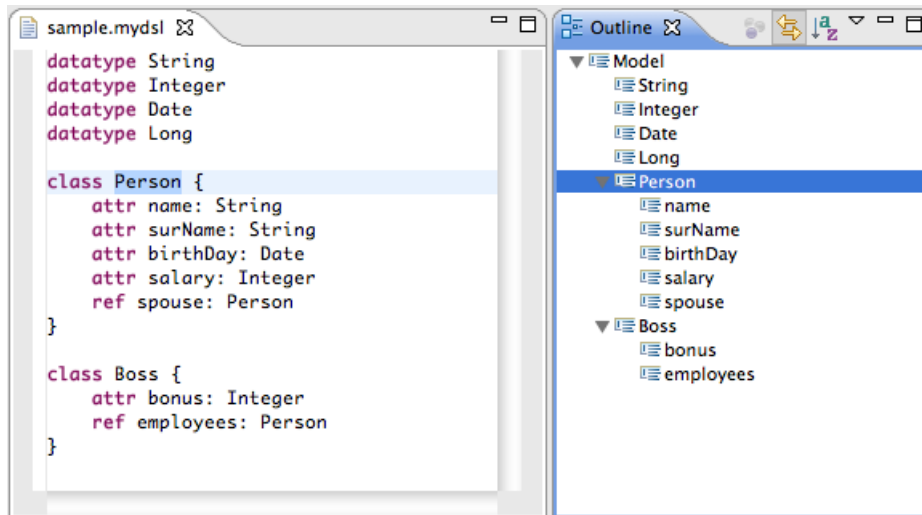 sample.mydsl
datatype String
datatype Integer
datatype Date
datatype Long
class Person {
attr name: String
attr surName: String
attr birthDay: Date
attr salary: Integer
ref spouse: Person
}
class Boss {
attr bonus: Integer
ref employees: Person
}
Outline
a
z
Model
String
Integer
Date
Long
Person
name
surName
birthDay
salary
spouse
Boss
bonus
employees